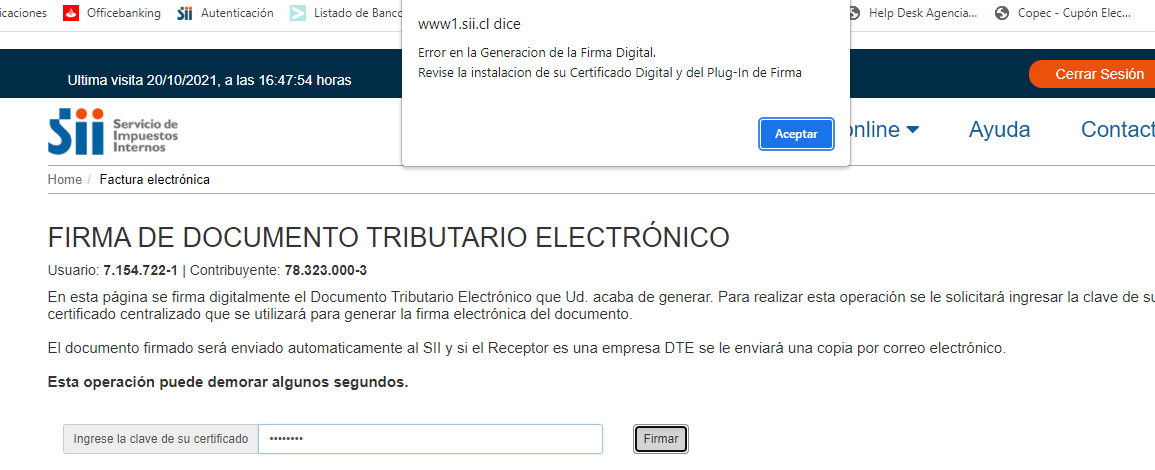 caciones Officebanking Autenticación Listado de Banco Help Desk Agencia... Copec - Cupón Elec...
www1.sii.cl dice
Error en la Generacion de la Firma Digital.
Revise la instalacion de su Certificado Digital y del Plug-In de Firma
Aceptar
Ultima visita 20/10/2021, a las 16:47:54 horas
Cerrar Sesión
Sii Servicio de
Impuestos
Internos
online Ayuda Contact
Home / Factura electrónica
FIRMA DE DOCUMENTO TRIBUTARIO ELECTRÓNICO
Usuario: 7.154.722-1 | Contribuyente: 78.323.000-3
En esta página se firma digitalmente el Documento Tributario Electrónico que Ud. acaba de generar. Para realizar esta operación se le solicitará ingresar la clave de su
certificado centralizado que se utilizará para generar la firma electrónica del documento.
El documento firmado será enviado automaticamente al SII y si el Receptor es una empresa DTE se le enviará una copia por correo electrónico.
Esta operación puede demorar algunos segundos.
Ingrese la clave de su certificado •••••••• Firmar